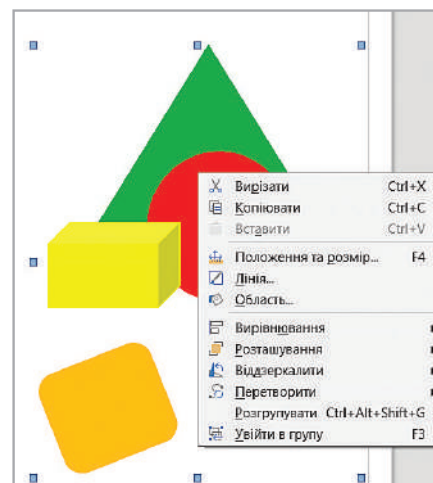 Вирізати Ctrl+X
Копіювати Ctrl+C
Вставити Ctrl+V
Положення та розмір... F4
Лінія...
Область...
Вирівнювання
Розташування
Віддзеркалити
Перетворити
Розгрупувати Ctrl+Alt+Shift+G
Увійти в групу F3